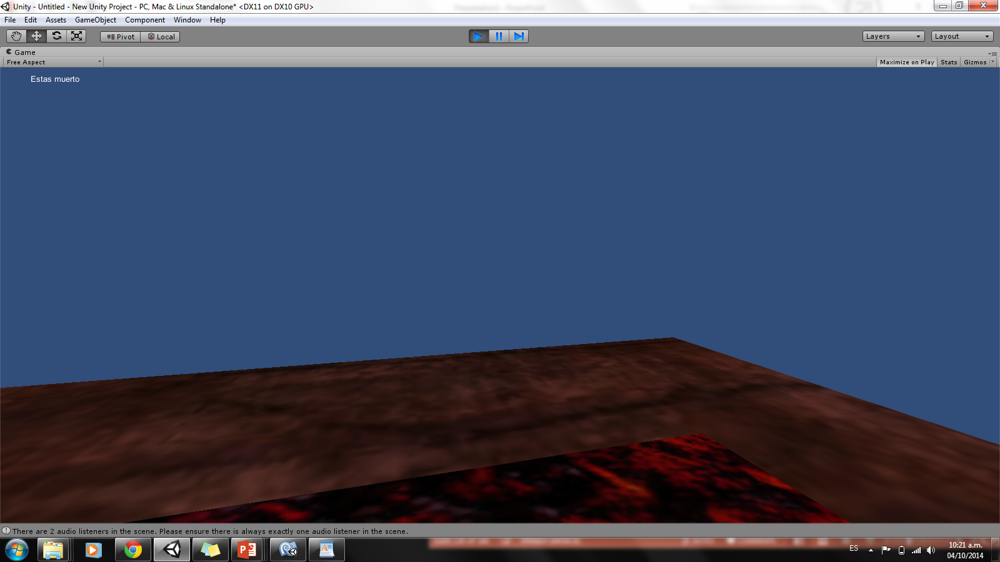 Unity - Untitled - New Unity Project - PC, Mac & Linux Standalone* <DX11 on DX10 GPU>
File Edit Assets GameObject Component Window Help
Pivot Local Layers Layout
Game
Free Aspect Maximize on Play Stats Gizmos
Estas muerto
There are 2 audio listeners in the scene. Please ensure there is always exactly one audio listener in the scene.
ES 10:21 a.m.
04/10/2014